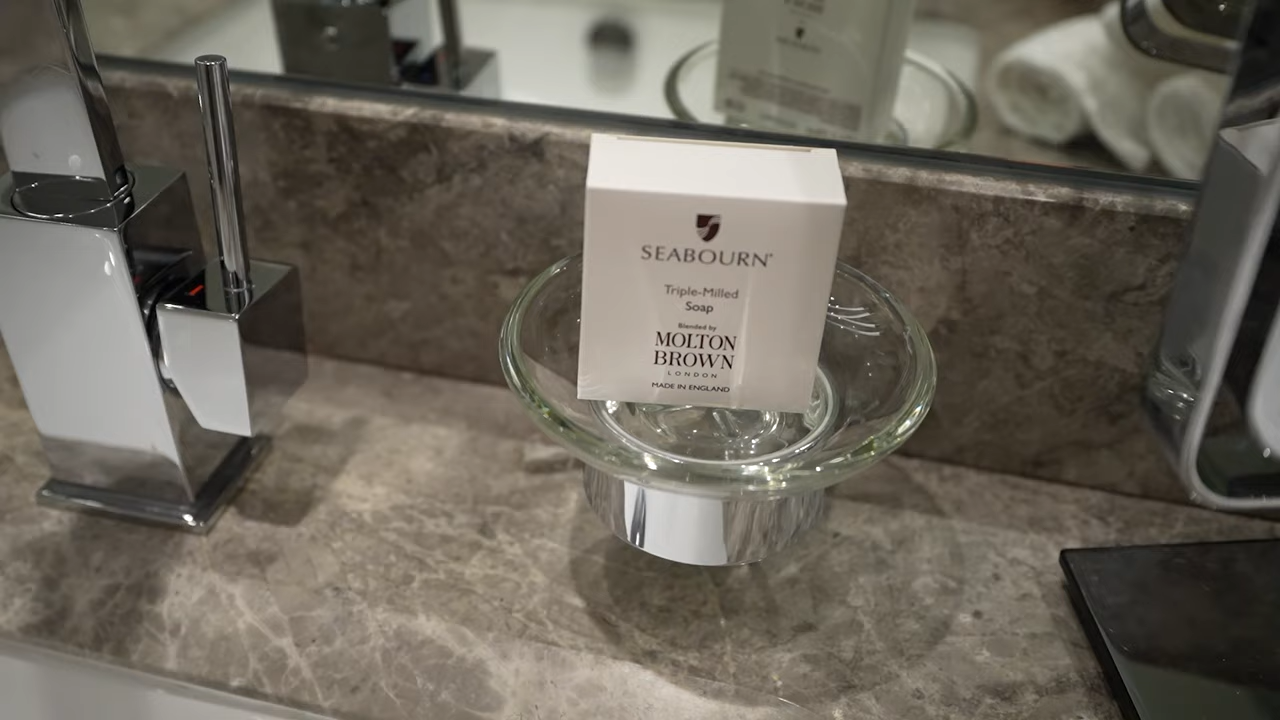 SEABOURN®
Triple-Milled
Soap
Blended by
MOLTON
BROWN
LONDON
MADE IN ENGLAND